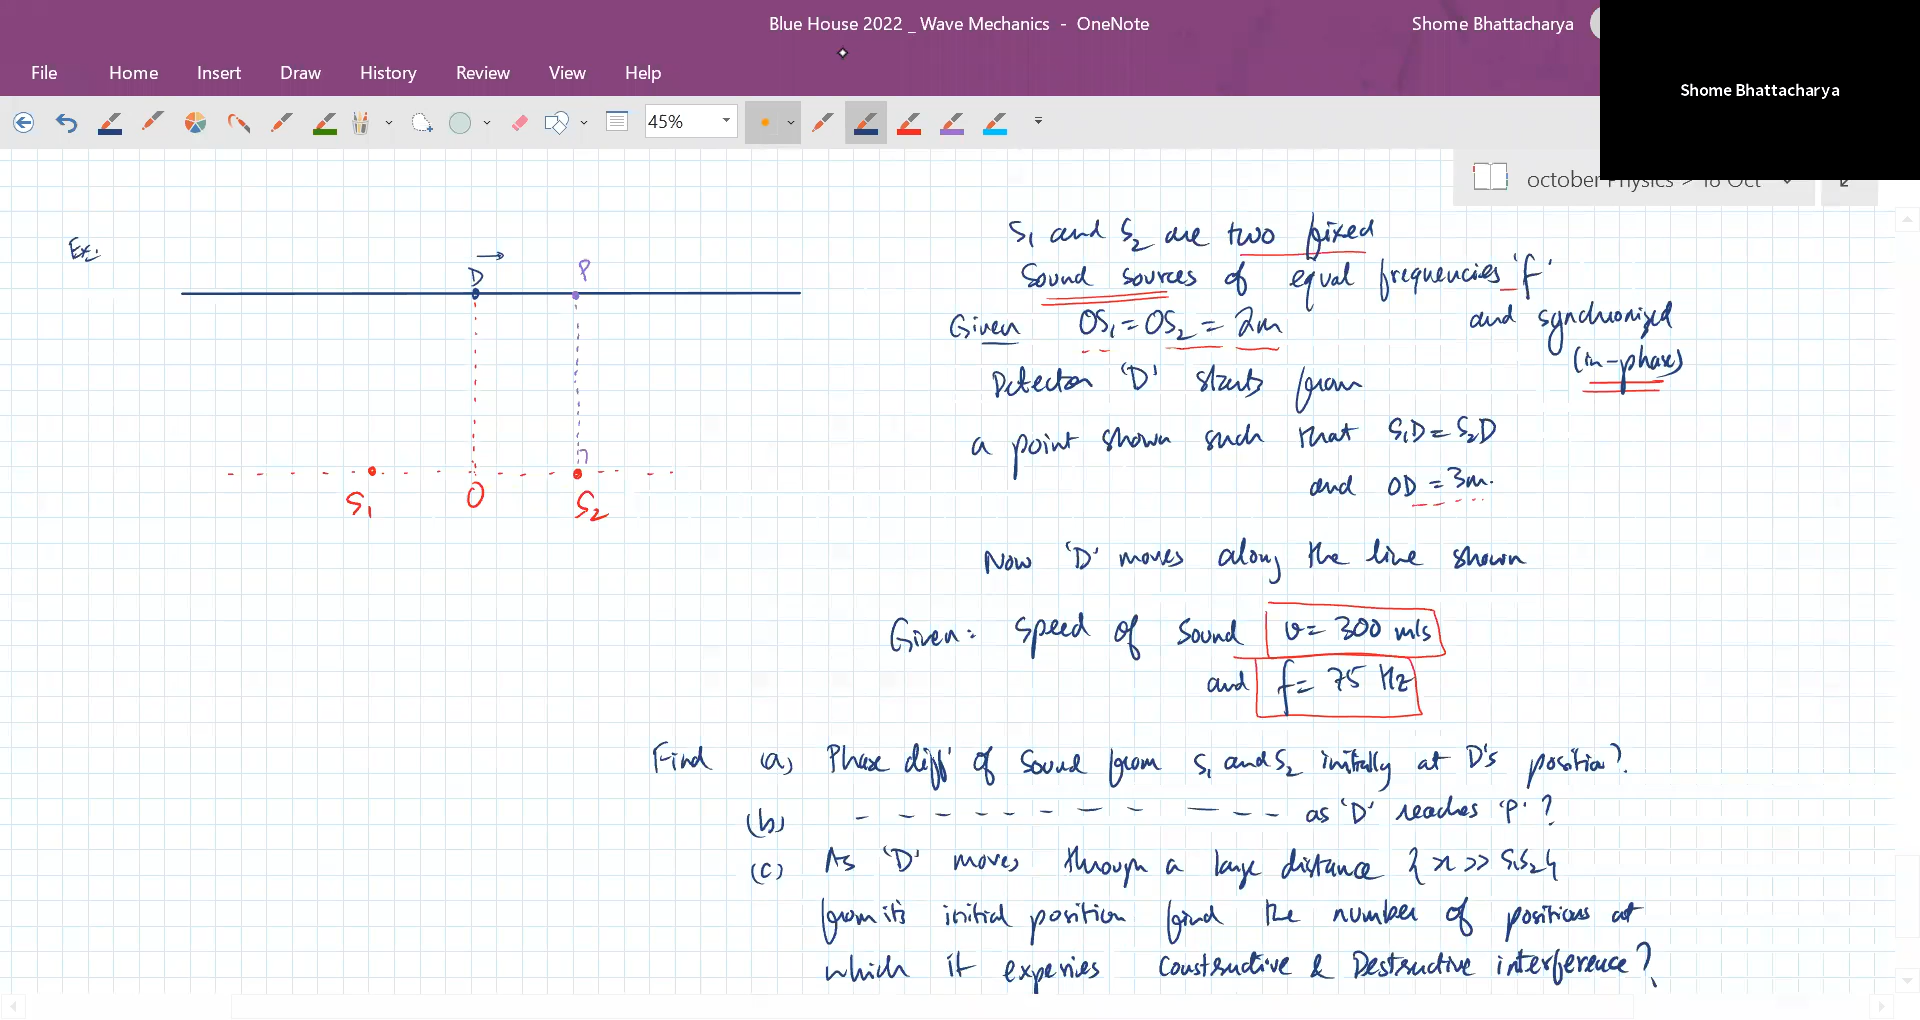 Blue House 2022 _ Wave Mechanics - OneNote
Shome Bhattacharya
Shome Bhattacharya
File Home Insert Draw History Review View Help
45%
october Physics > 18 Oct
Ex:
D
P
S1
O
S2
S1 and S2 are two fixed
Sound sources of equal frequencies 'f'
and synchronized
(in-phase)
Given OS1 = OS2 = 2m
Detector 'D' starts from
a point shown such that S1D = S2D
and OD = 3m.
Now 'D' moves along the line shown
Given: Speed of Sound v = 300 m/s
and f = 75 Hz
Find (a) Phase diff of Sound from S1 and S2 initially at D's position?
(b) - - - - - - - - - - - as 'D' reaches 'P'?
(c) As 'D' moves through a large distance { x >> S1S2 }
from it's initial position find the number of positions at
which it experies Constructive & Destructive interference?